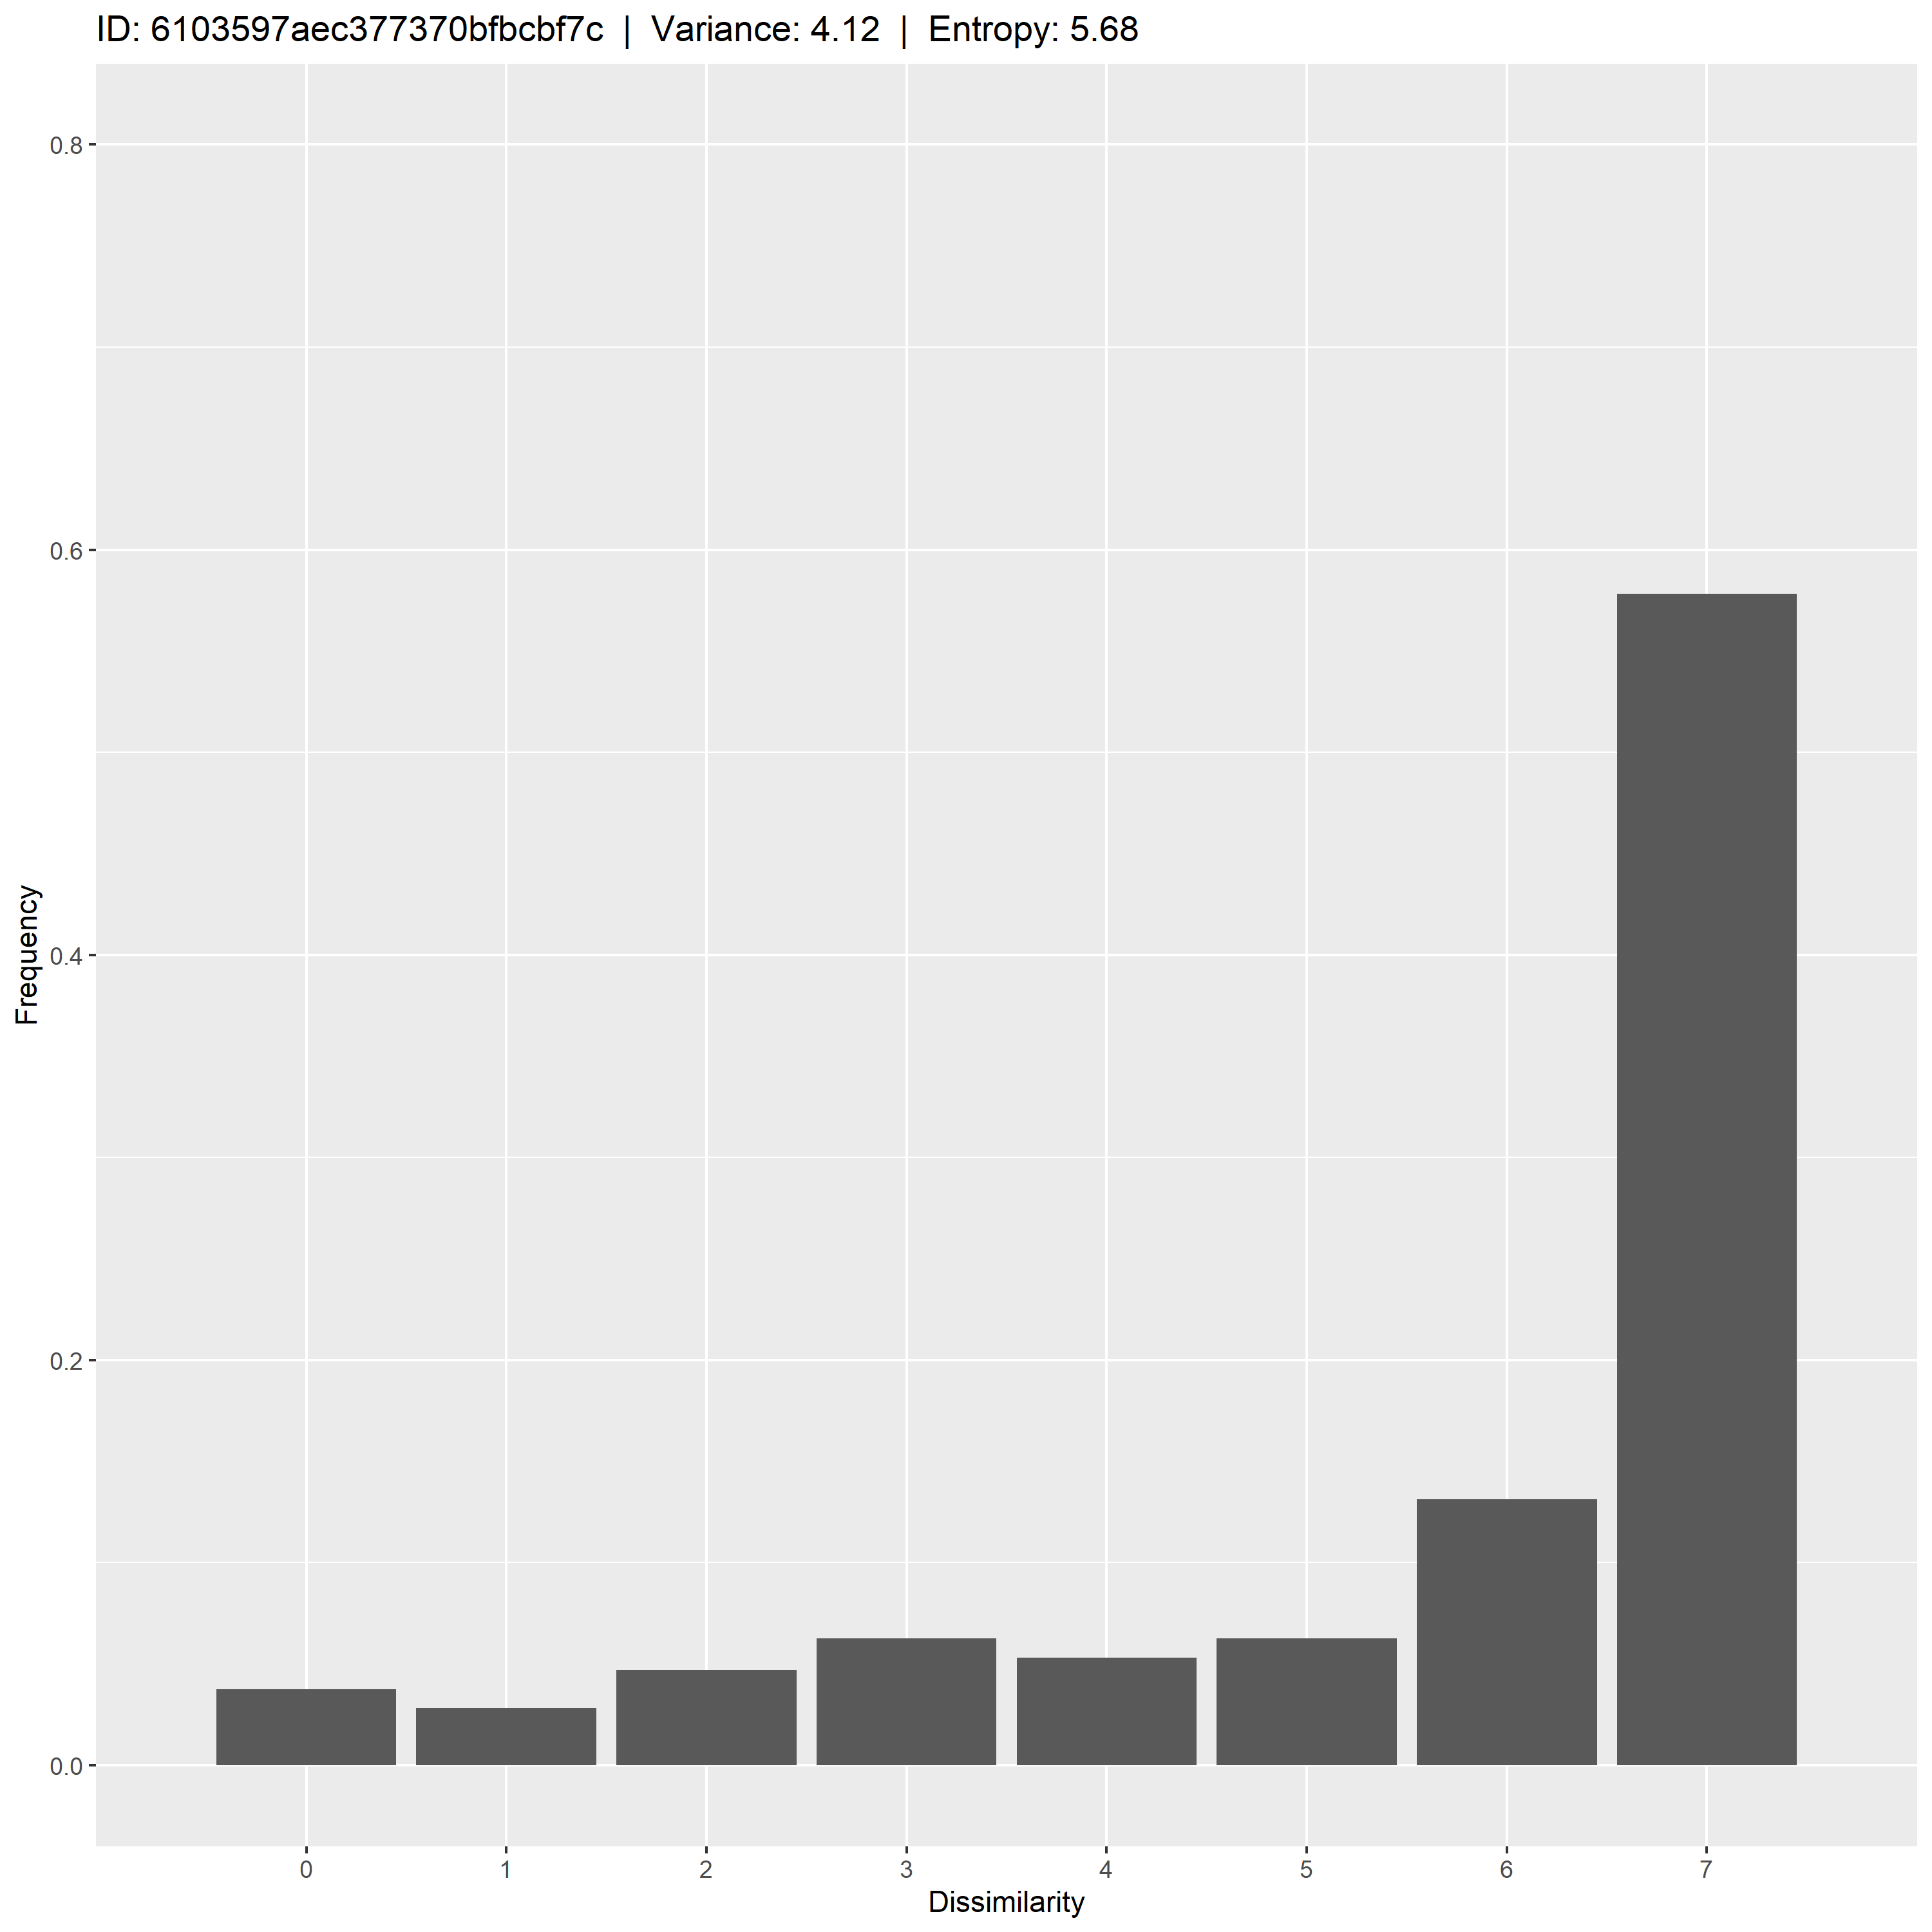 ID: 6103597aec377370bfbcbf7c | Variance: 4.12 | Entropy: 5.68
0.8
0.6
0.4
0.2
0.0
Frequency
0 1 2 3 4 5 6 7
Dissimilarity